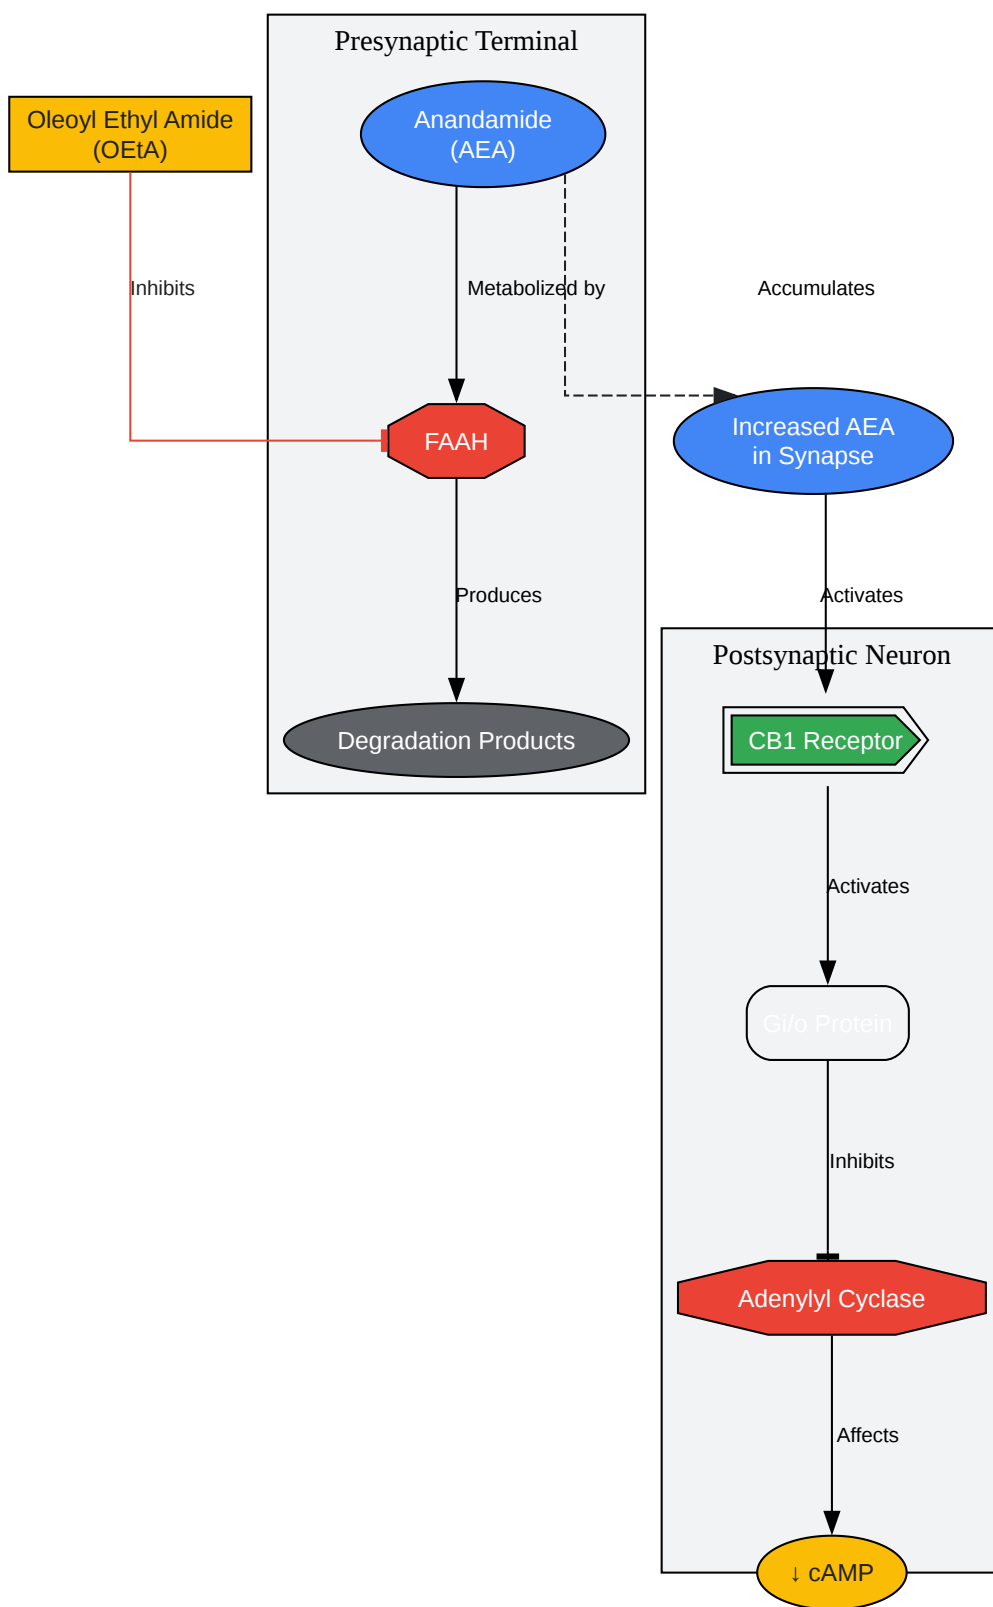 Presynaptic Terminal
Oleoyl Ethyl Amide
(OEtA)
Anandamide
(AEA)
Inhibits
Metabolized by
Accumulates
FAAH
Increased AEA
in Synapse
Produces
Activates
Postsynaptic Neuron
Degradation Products
CB1 Receptor
Activates
Gi/o Protein
Inhibits
Adenylyl Cyclase
Affects
↓ cAMP